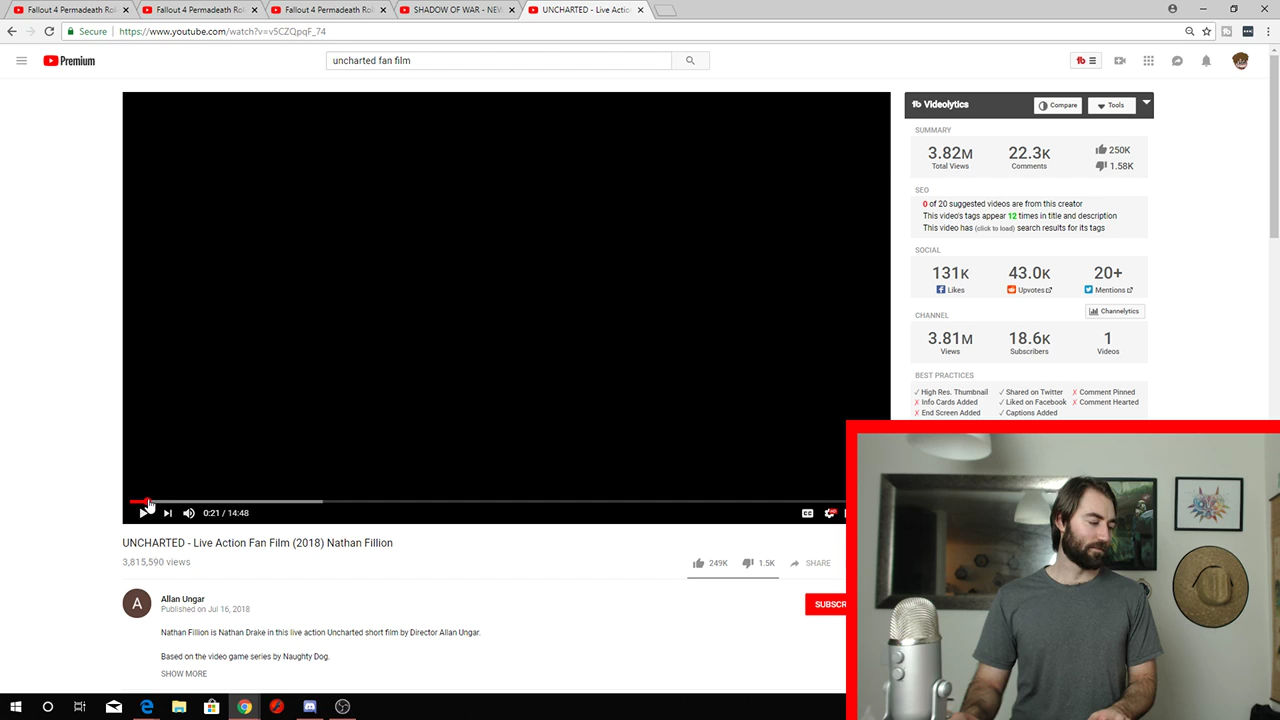 Fallout 4 Permadeath Ro
Fallout 4 Permadeath Ro
Fallout 4 Permadeath Ro
SHADOW OF WAR - NEW
UNCHARTED - Live Actio
Secure
https://www.youtube.com/watch?v=v5CZQpqF_74
Premium
uncharted fan film
tb
tb Videolytics
Compare
Tools
SUMMARY
3.82M
22.3K
250K
Total Views
Comments
1.58K
SEO
0 of 20 suggested videos are from this creator
This video's tags appear 12 times in title and description
This video has (click to load) search results for its tags
SOCIAL
131K
43.0K
20+
Likes
Upvotes
Mentions
CHANNEL
Channelytics
3.81M
18.6K
1
Views
Subscribers
Videos
BEST PRACTICES
✓ High Res. Thumbnail
✓ Shared on Twitter
✗ Comment Pinned
✗ Info Cards Added
✓ Liked on Facebook
✗ Comment Hearted
✗ End Screen Added
✓ Captions Added
0:21 / 14:48
CC
UNCHARTED - Live Action Fan Film (2018) Nathan Fillion
3,815,590 views
249K
1.5K
SHARE
A
Allan Ungar
Published on Jul 16, 2018
SUBSCR
Nathan Fillion is Nathan Drake in this live action Uncharted short film by Director Allan Ungar.
Based on the video game series by Naughty Dog.
SHOW MORE